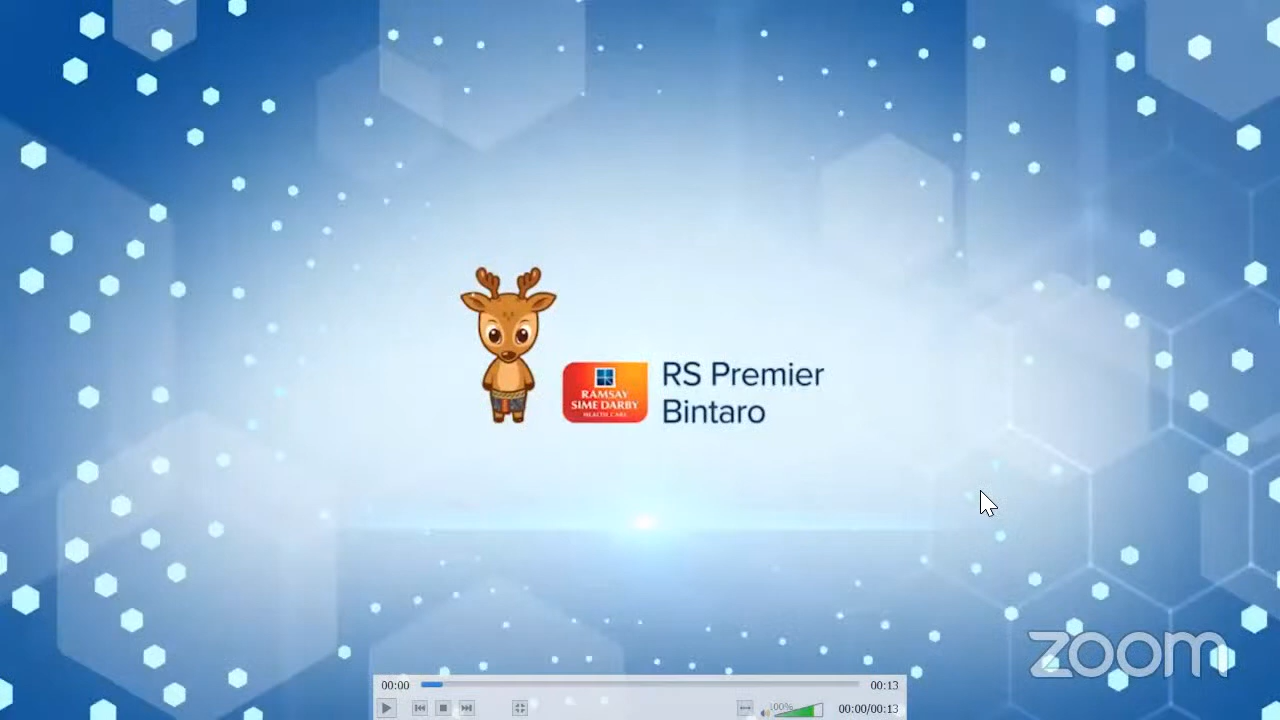 RAMSAY
SIME DARBY
HEALTH CARE
RS Premier
Bintaro
zoom
00:00
00:13
100%
00:00/00:13